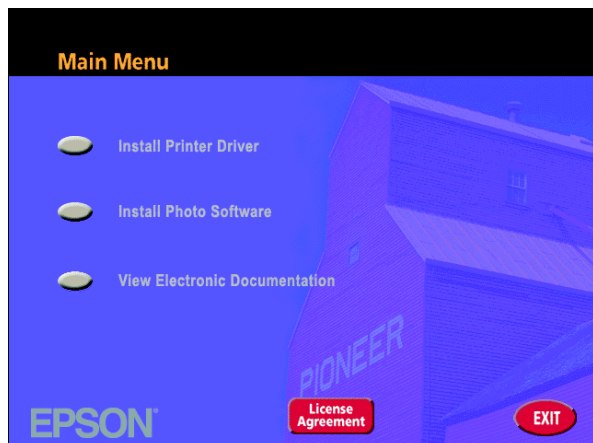 Main Menu
Install Printer Driver
Install Photo Software
View Electronic Documentation
PIONEER
EPSON
License
Agreement
EXIT